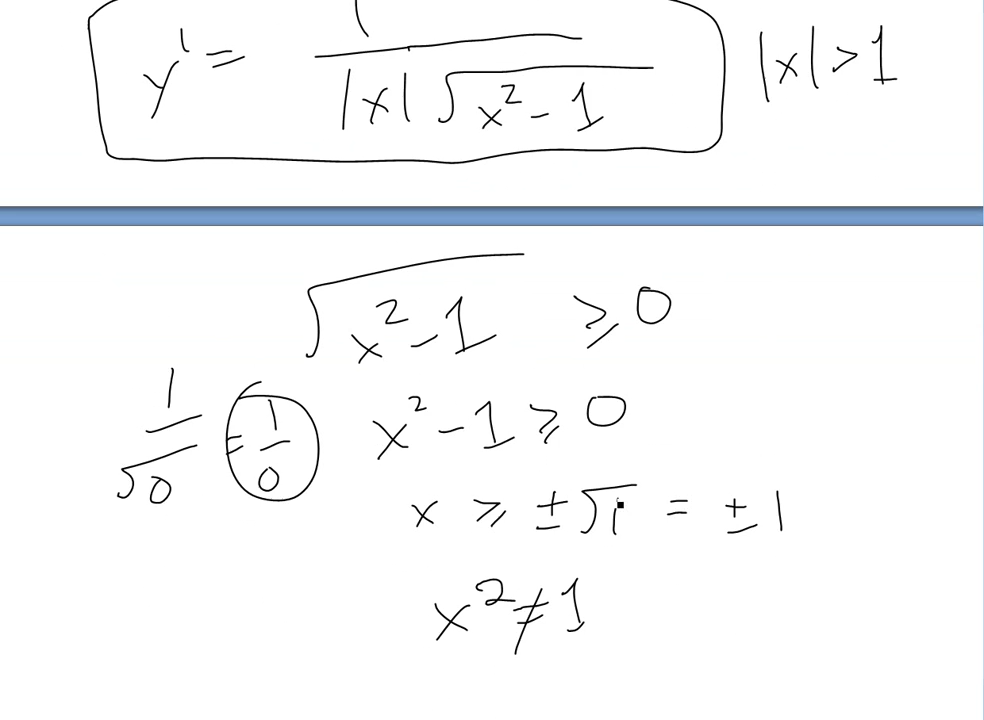 y' = 1 / |x|√(x² - 1) |x| > 1
√(x² - 1) ≥ 0
1/√0 = 1/0 x² - 1 ≥ 0
x ≥ ±√1 = ±1
x² ≠ 1